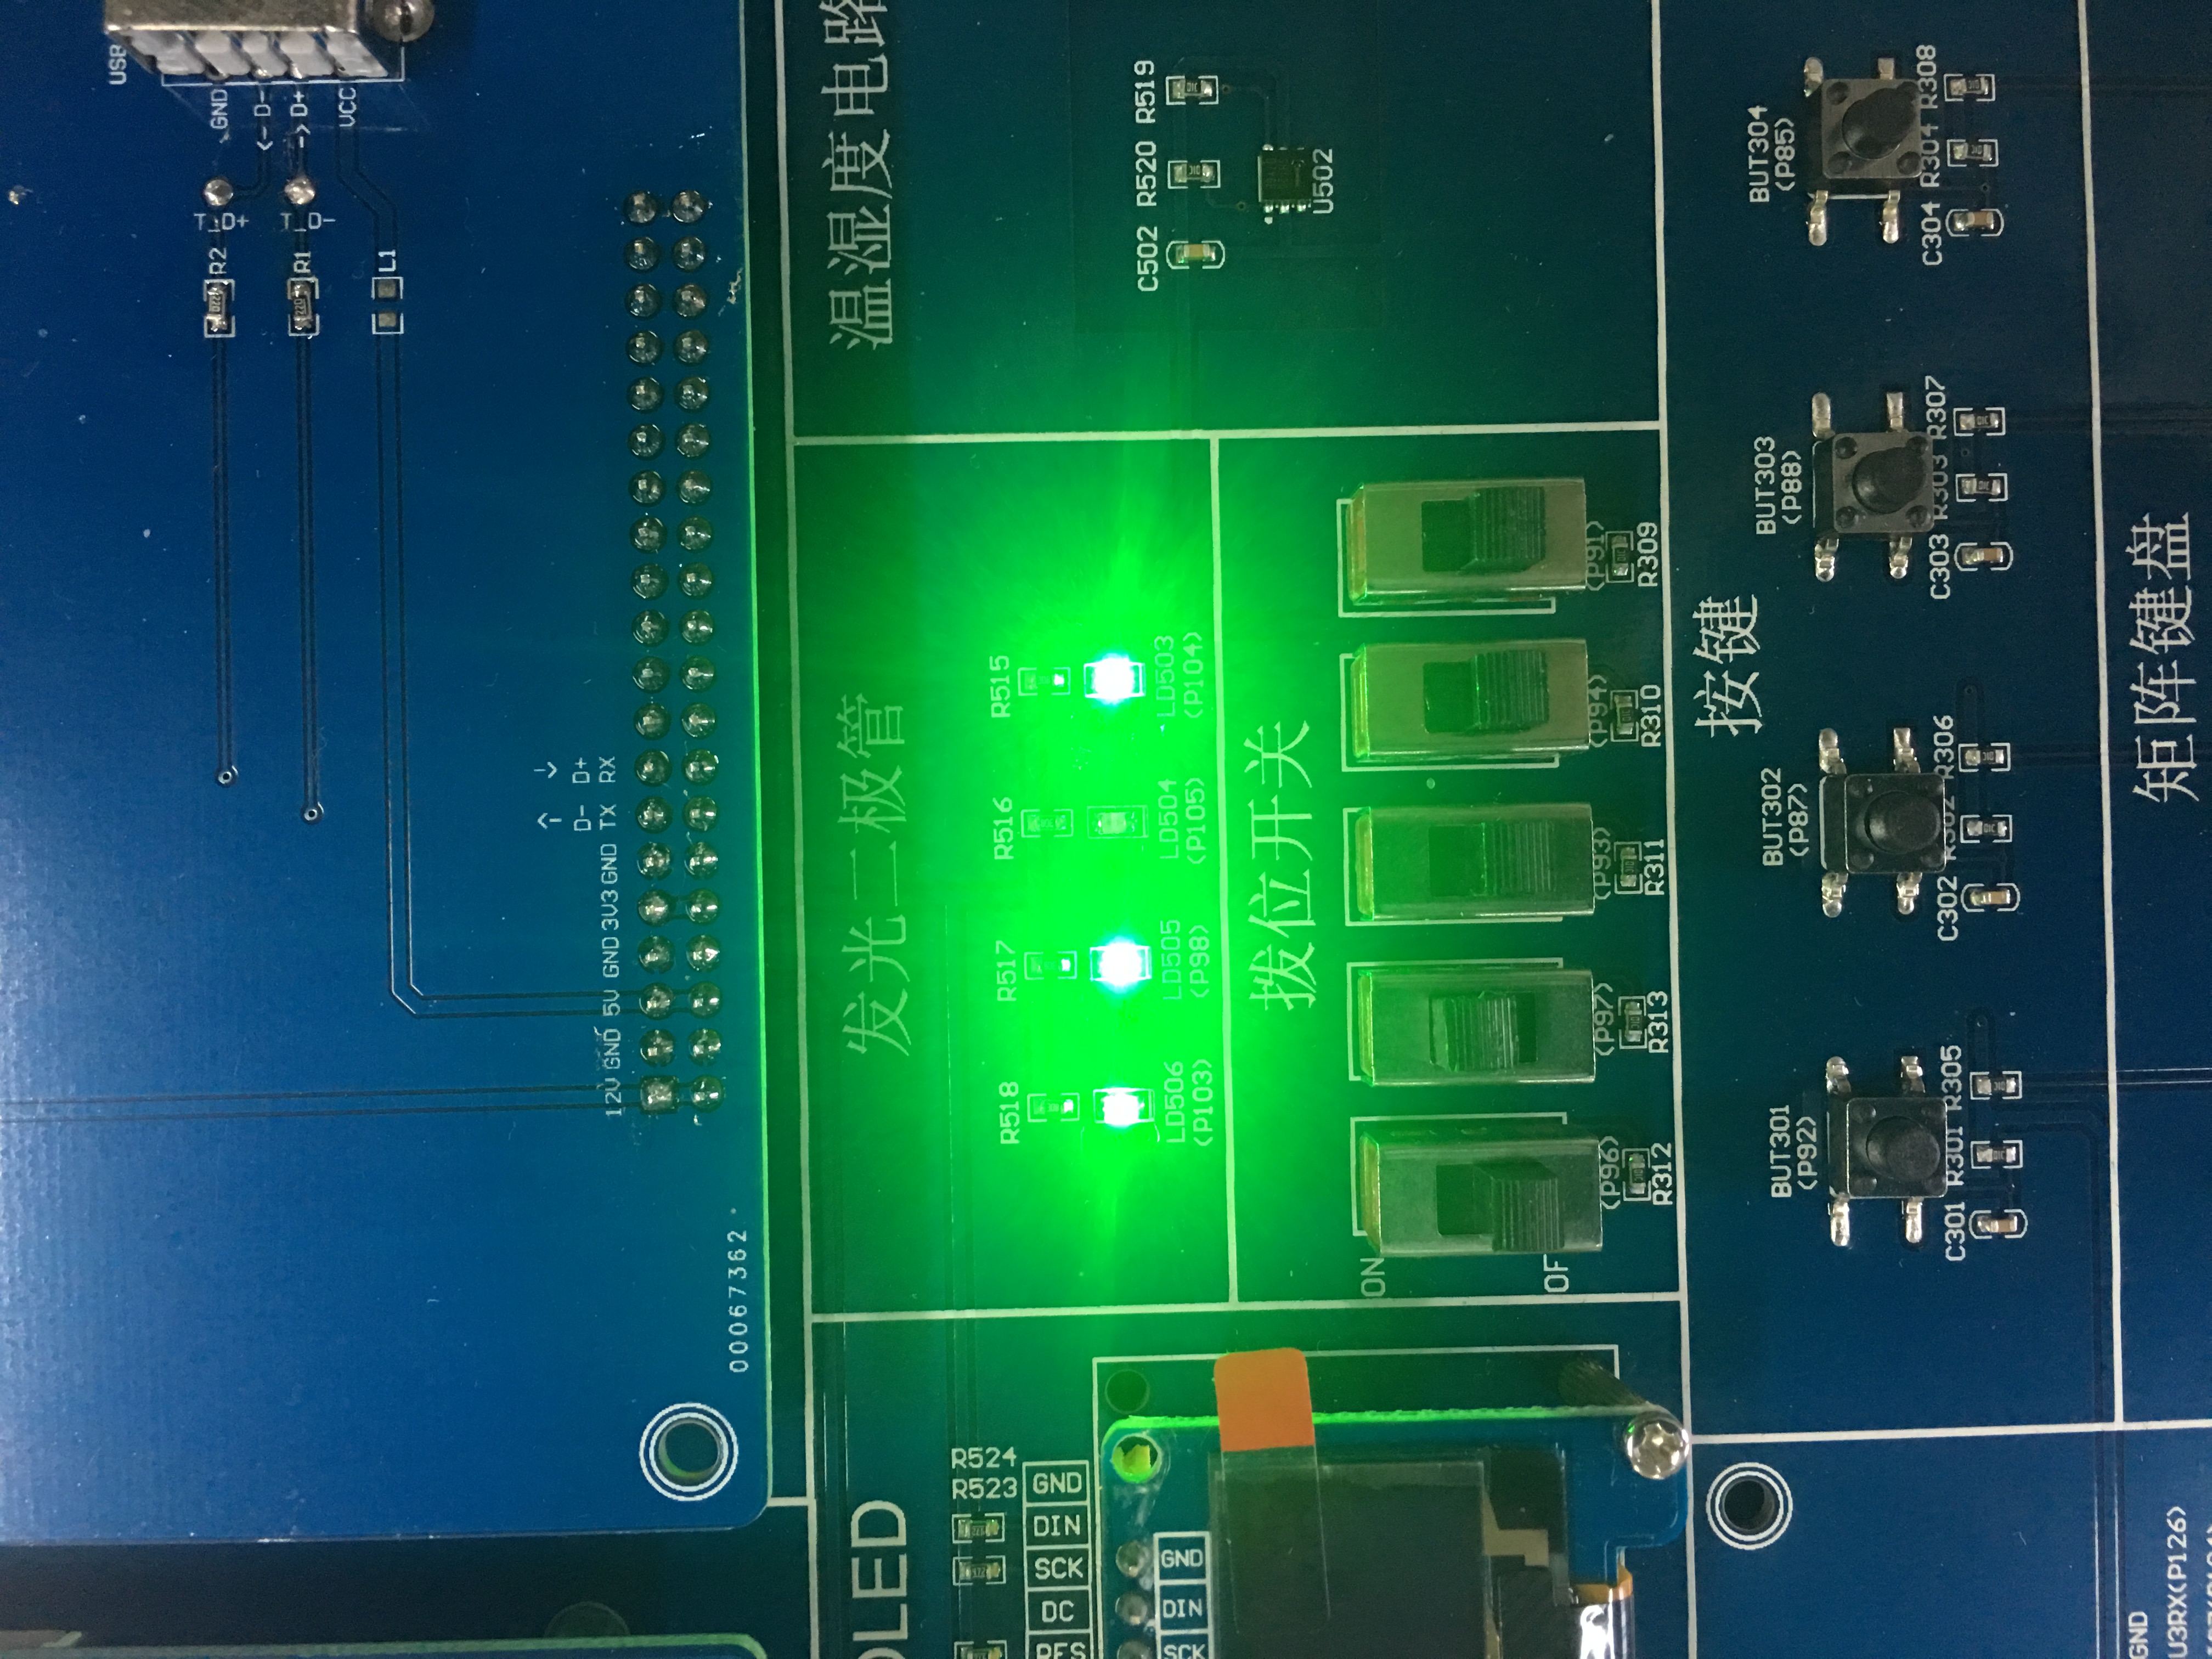 USB
R2
T_D+
GND
<- D-
R1
T_D-
-> D+
VCC
L1
D- D+
12V GND 5V GND 3V3 GND TX RX
00067362
OLED
发光二极管
温湿度电路
R523
R524
R518 R517 R516 R515
RES
DC
SCK
DIN
GND
SCK
DIN
GND
LD506 LD505 LD504 LD503
(P103) (P98) (P105) (P104)
C502 R520 R519
U502
拨位开关
ON
OF
(P96) (P97) (P93) (P94) (P91)
R312 R313 R311 R310 R309
按键
BUT301 BUT302 BUT303 BUT304
(P92) (P87) (P88) (P85)
C301 R301 R305 C302 R302 R306 C303 R303 R307 C304 R304 R308
矩阵键盘
GND
U3RX(P126)